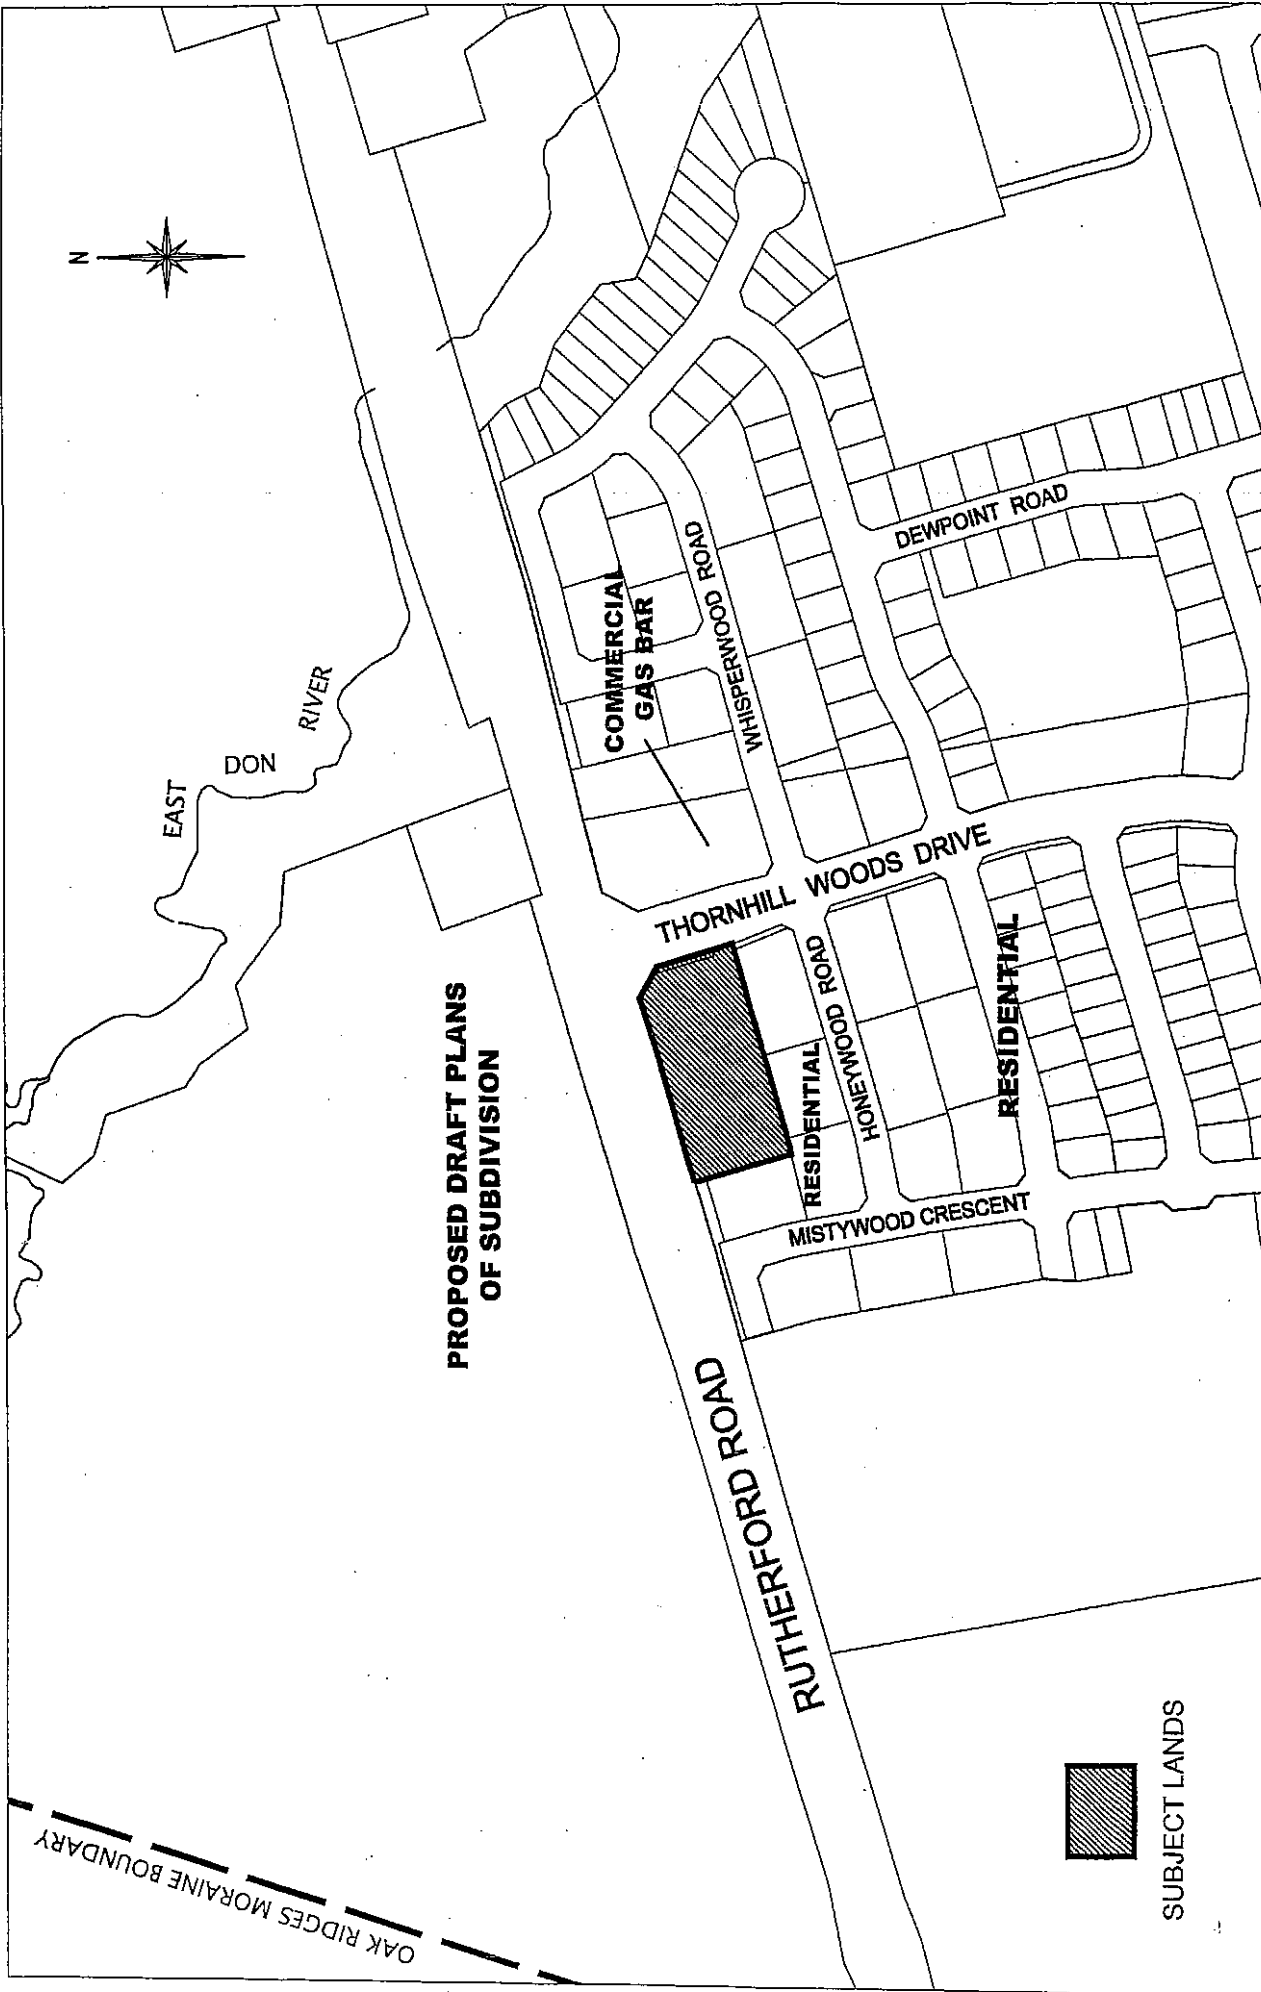 N
EAST
DON
RIVER
PROPOSED DRAFT PLANS
OF SUBDIVISION
OAK RIDGES MORAINE BOUNDARY
RUTHERFORD ROAD
THORNHILL WOODS DRIVE
COMMERCIAL
GAS BAR
WHISPERWOOD ROAD
DEWPOINT ROAD
HONEYWOOD ROAD
RESIDENTIAL
RESIDENTIAL
MISTYWOOD CRESCENT
SUBJECT LANDS